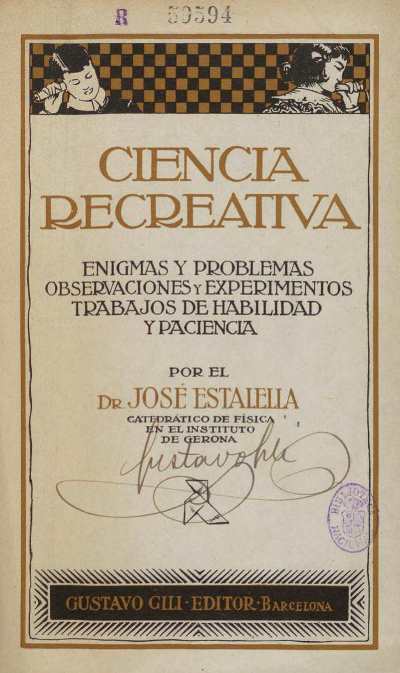 R 50594
CIENCIA
RECREATIVA
ENIGMAS Y PROBLEMAS
OBSERVACIONES Y EXPERIMENTOS
TRABAJOS DE HABILIDAD
Y PACIENCIA
POR EL
DR JOSÉ ESTALELLA
CATEDRÁTICO DE FÍSICA
EN EL INSTITUTO
DE GERONA
GUSTAVO GILI - EDITOR - BARCELONA